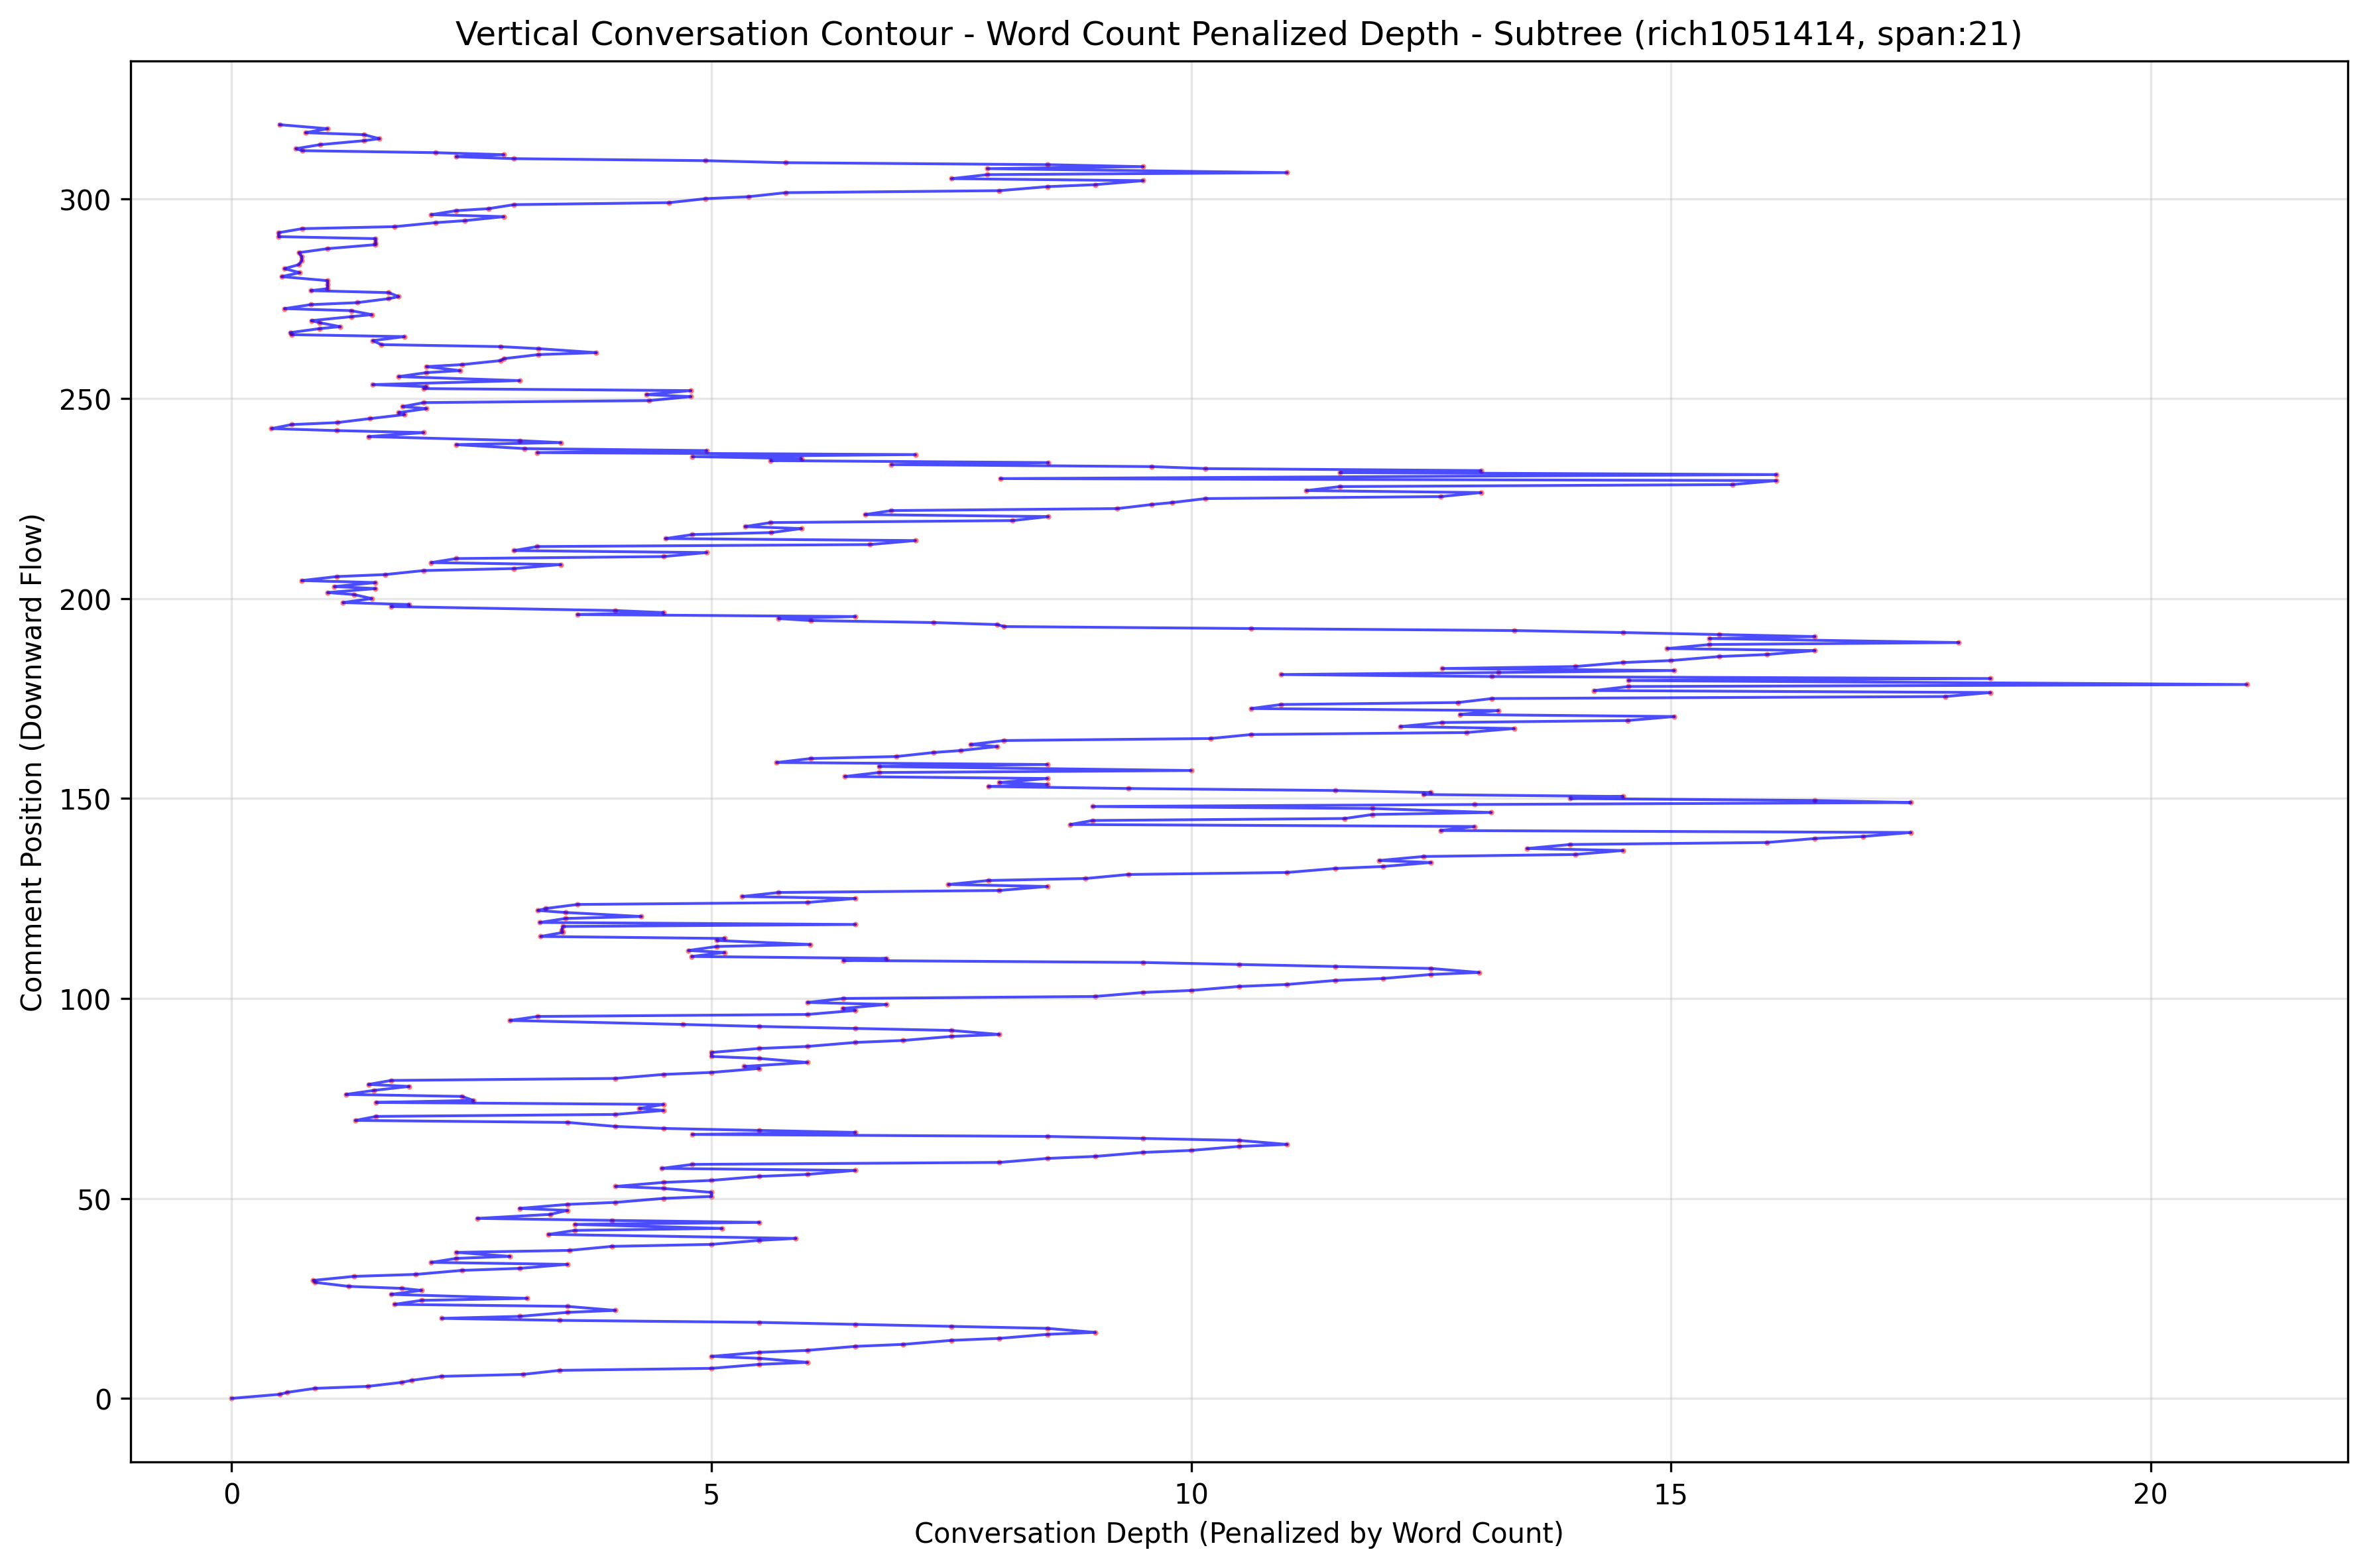 Vertical Conversation Contour - Word Count Penalized Depth - Subtree (rich1051414, span:21)
Comment Position (Downward Flow)
300
250
200
150
100
50
0
0 5 10 15 20
Conversation Depth (Penalized by Word Count)